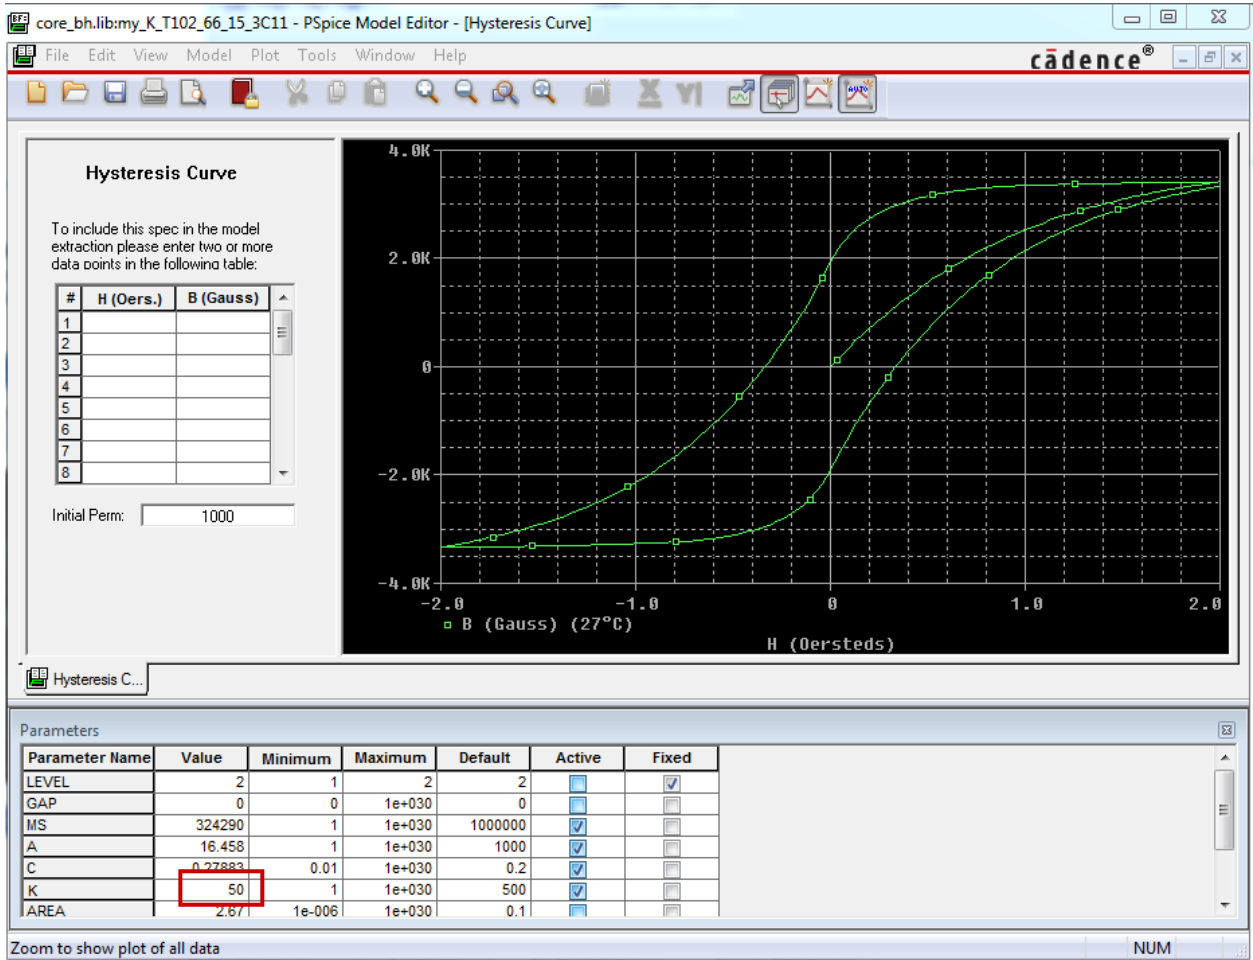 core_bh.lib:my_K_T102_66_15_3C11 - PSpice Model Editor - [Hysteresis Curve]
File Edit View Model Plot Tools Window Help
cādence®
AUTO
Hysteresis Curve
To include this spec in the model
extraction please enter two or more
data points in the following table:
# H (Oers.) B (Gauss)
1
2
3
4
5
6
7
8
Initial Perm: 1000
4.0K
2.0K
0
-2.0K
-4.0K
-2.0 -1.0 0 1.0 2.0
B (Gauss) (27°C)
H (Oersteds)
Hysteresis C...
Parameters
Parameter Name Value Minimum Maximum Default Active Fixed
LEVEL 2 1 2 2
GAP 0 0 1e+030 0
MS 324290 1 1e+030 1000000
A 16.458 1 1e+030 1000
C 0.27883 0.01 1e+030 0.2
K 50 1 1e+030 500
AREA 2.67 1e-006 1e+030 0.1
Zoom to show plot of all data NUM